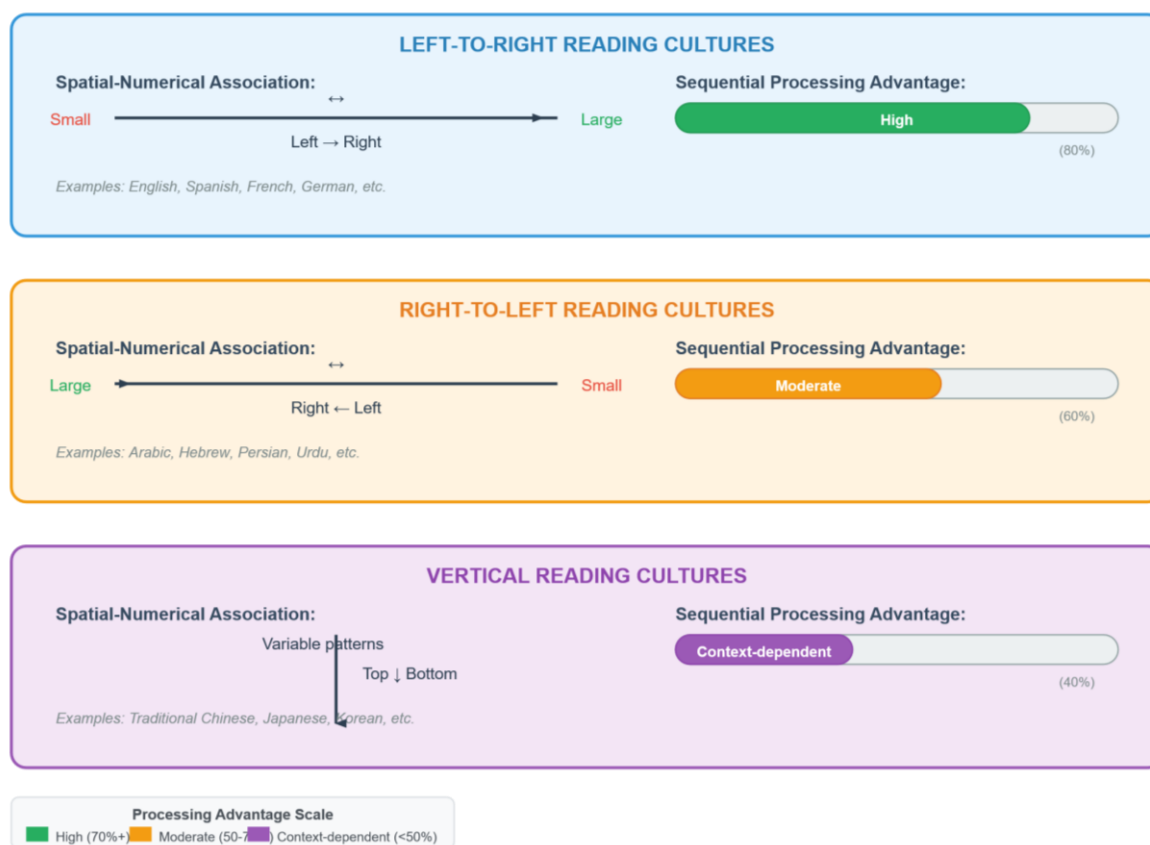 LEFT-TO-RIGHT READING CULTURES
Spatial-Numerical Association:
Sequential Processing Advantage:
↔
Small
Large
High
Left → Right
(80%)
Examples: English, Spanish, French, German, etc.
RIGHT-TO-LEFT READING CULTURES
Spatial-Numerical Association:
Sequential Processing Advantage:
↔
Large
Small
Moderate
Right ← Left
(60%)
Examples: Arabic, Hebrew, Persian, Urdu, etc.
VERTICAL READING CULTURES
Spatial-Numerical Association:
Sequential Processing Advantage:
Variable patterns
Context-dependent
Top ↓ Bottom
(40%)
Examples: Traditional Chinese, Japanese, Korean, etc.
Processing Advantage Scale
High (70%+)
Moderate
Context-dependent (<50%)